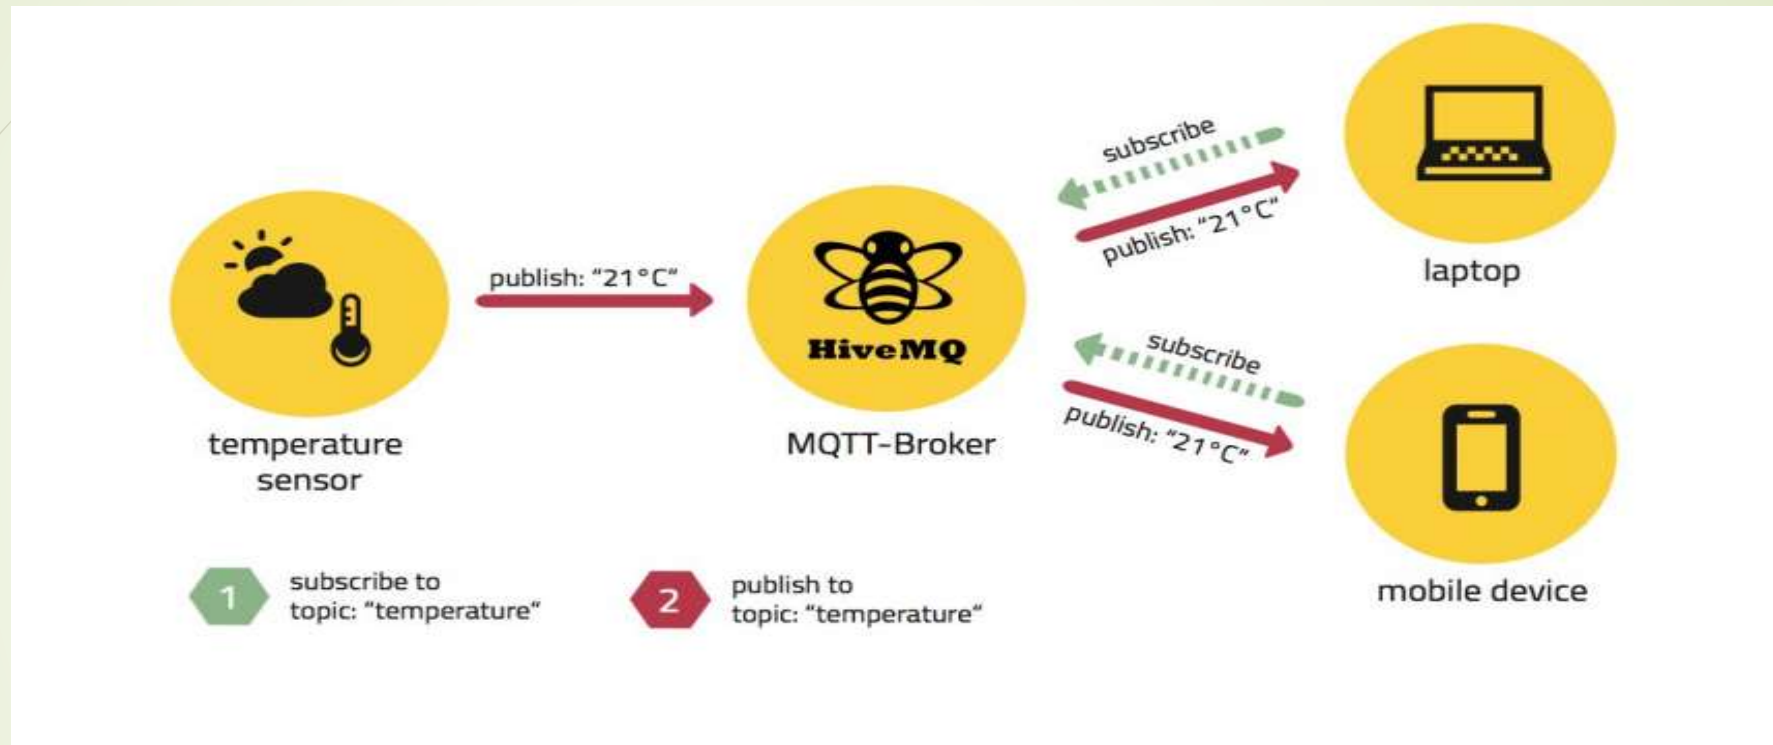 publish: “21°C“
temperature
sensor
HiveMQ
MQTT-Broker
subscribe
publish: “21°C“
laptop
subscribe
publish: “21°C“
mobile device
1
subscribe to
topic: “temperature“
2
publish to
topic: “temperature“